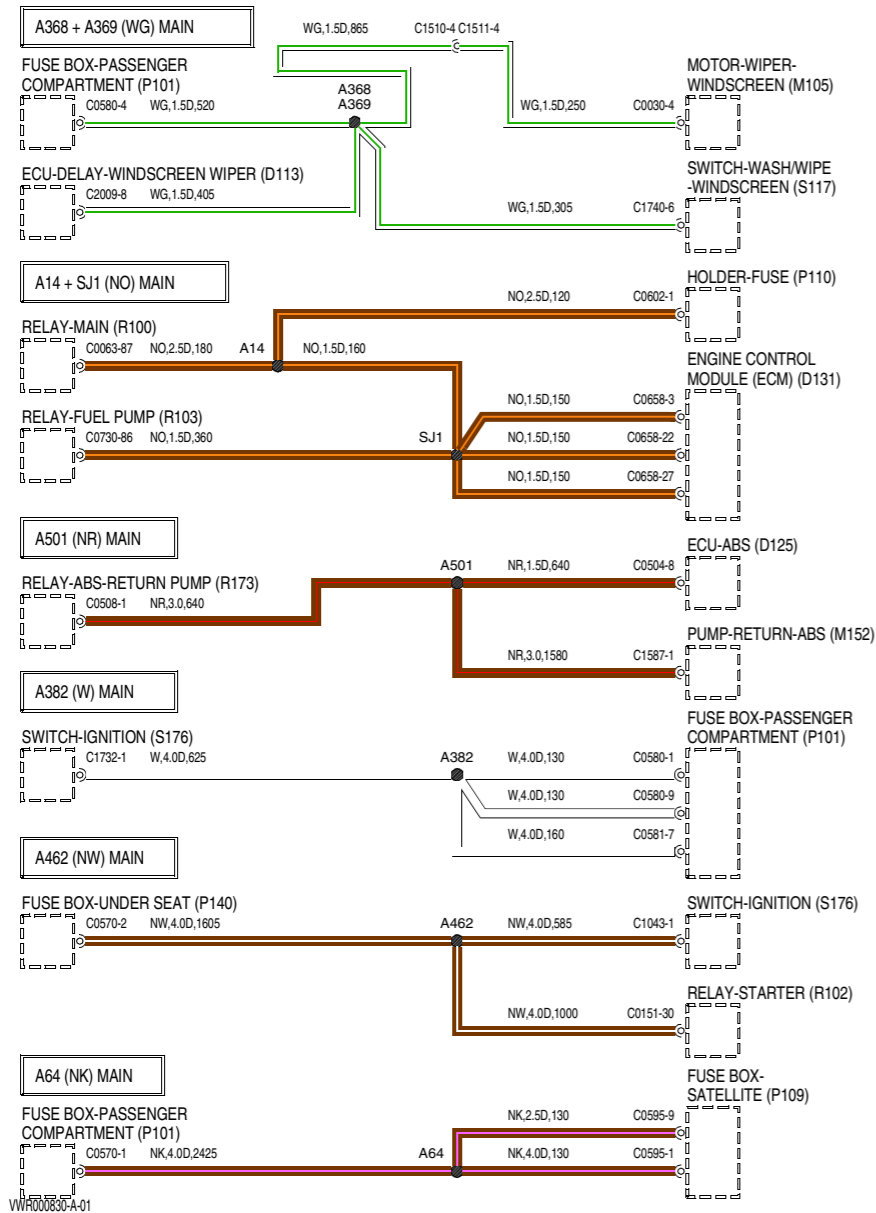 A368 + A369 (WG) MAIN
WG,1.5D,865
C1510-4 C1511-4
FUSE BOX-PASSENGER
COMPARTMENT (P101)
C0580-4
WG,1.5D,520
A368
A369
WG,1.5D,250
C0030-4
MOTOR-WIPER-
WINDSCREEN (M105)
ECU-DELAY-WINDSCREEN WIPER (D113)
C2009-8
WG,1.5D,405
WG,1.5D,305
C1740-6
SWITCH-WASH/WIPE
-WINDSCREEN (S117)
A14 + SJ1 (NO) MAIN
NO,2.5D,120
C0602-1
HOLDER-FUSE (P110)
RELAY-MAIN (R100)
C0063-87
NO,2.5D,180
A14
NO,1.5D,160
ENGINE CONTROL
MODULE (ECM) (D131)
NO,1.5D,150
C0658-3
RELAY-FUEL PUMP (R103)
C0730-86
NO,1.5D,360
SJ1
NO,1.5D,150
C0658-22
NO,1.5D,150
C0658-27
A501 (NR) MAIN
A501
NR,1.5D,640
C0504-8
ECU-ABS (D125)
RELAY-ABS-RETURN PUMP (R173)
C0508-1
NR,3.0,640
NR,3.0,1580
C1587-1
PUMP-RETURN-ABS (M152)
A382 (W) MAIN
FUSE BOX-PASSENGER
COMPARTMENT (P101)
SWITCH-IGNITION (S176)
C1732-1
W,4.0D,625
A382
W,4.0D,130
C0580-1
W,4.0D,130
C0580-9
W,4.0D,160
C0581-7
A462 (NW) MAIN
FUSE BOX-UNDER SEAT (P140)
C0570-2
NW,4.0D,1605
A462
NW,4.0D,585
C1043-1
SWITCH-IGNITION (S176)
NW,4.0D,1000
C0151-30
RELAY-STARTER (R102)
A64 (NK) MAIN
FUSE BOX-
SATELLITE (P109)
FUSE BOX-PASSENGER
COMPARTMENT (P101)
NK,2.5D,130
C0595-9
C0570-1
NK,4.0D,2425
A64
NK,4.0D,130
C0595-1
VWR000830-A-01